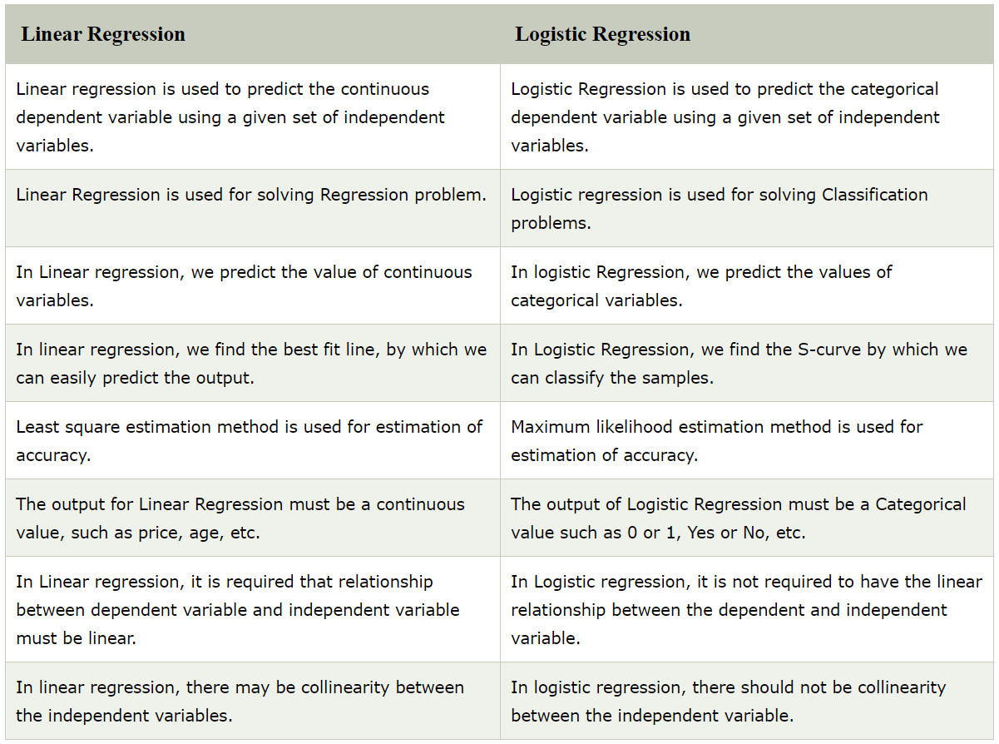 Linear Regression
Logistic Regression
Linear regression is used to predict the continuous
dependent variable using a given set of independent
variables.
Logistic Regression is used to predict the categorical
dependent variable using a given set of independent
variables.
Linear Regression is used for solving Regression problem.
Logistic regression is used for solving Classification
problems.
In Linear regression, we predict the value of continuous
variables.
In logistic Regression, we predict the values of
categorical variables.
In linear regression, we find the best fit line, by which we
can easily predict the output.
In Logistic Regression, we find the S-curve by which we
can classify the samples.
Least square estimation method is used for estimation of
accuracy.
Maximum likelihood estimation method is used for
estimation of accuracy.
The output for Linear Regression must be a continuous
value, such as price, age, etc.
The output of Logistic Regression must be a Categorical
value such as 0 or 1, Yes or No, etc.
In Linear regression, it is required that relationship
between dependent variable and independent variable
must be linear.
In Logistic regression, it is not required to have the linear
relationship between the dependent and independent
variable.
In linear regression, there may be collinearity between
the independent variables.
In logistic regression, there should not be collinearity
between the independent variable.